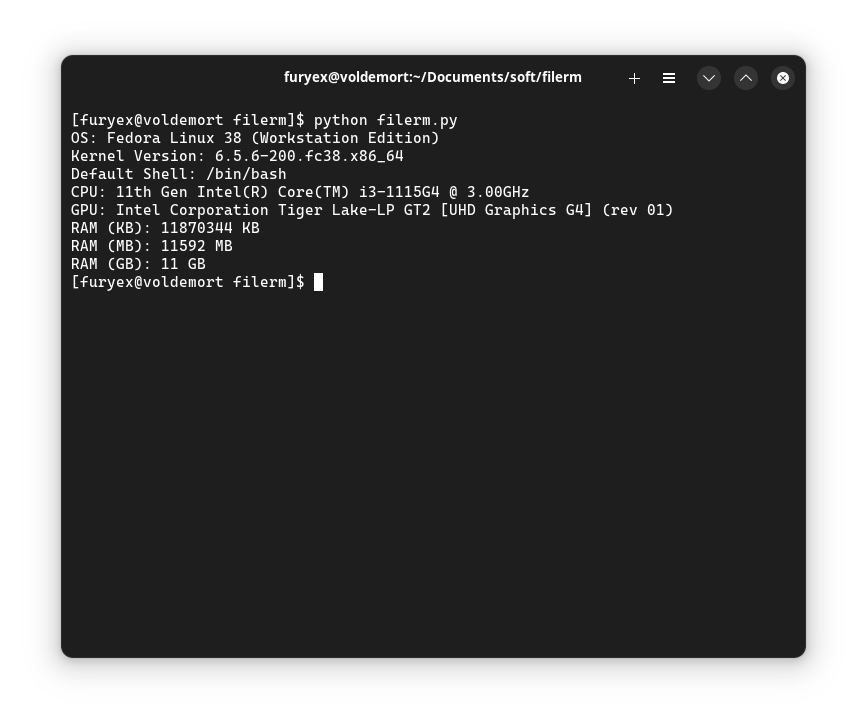 furyex@voldemort:~/Documents/soft/filerm
[furyex@voldemort filerm]$ python filerm.py
OS: Fedora Linux 38 (Workstation Edition)
Kernel Version: 6.5.6-200.fc38.x86_64
Default Shell: /bin/bash
CPU: 11th Gen Intel(R) Core(TM) i3-1115G4 @ 3.00GHz
GPU: Intel Corporation Tiger Lake-LP GT2 [UHD Graphics G4] (rev 01)
RAM (KB): 11870344 KB
RAM (MB): 11592 MB
RAM (GB): 11 GB
[furyex@voldemort filerm]$